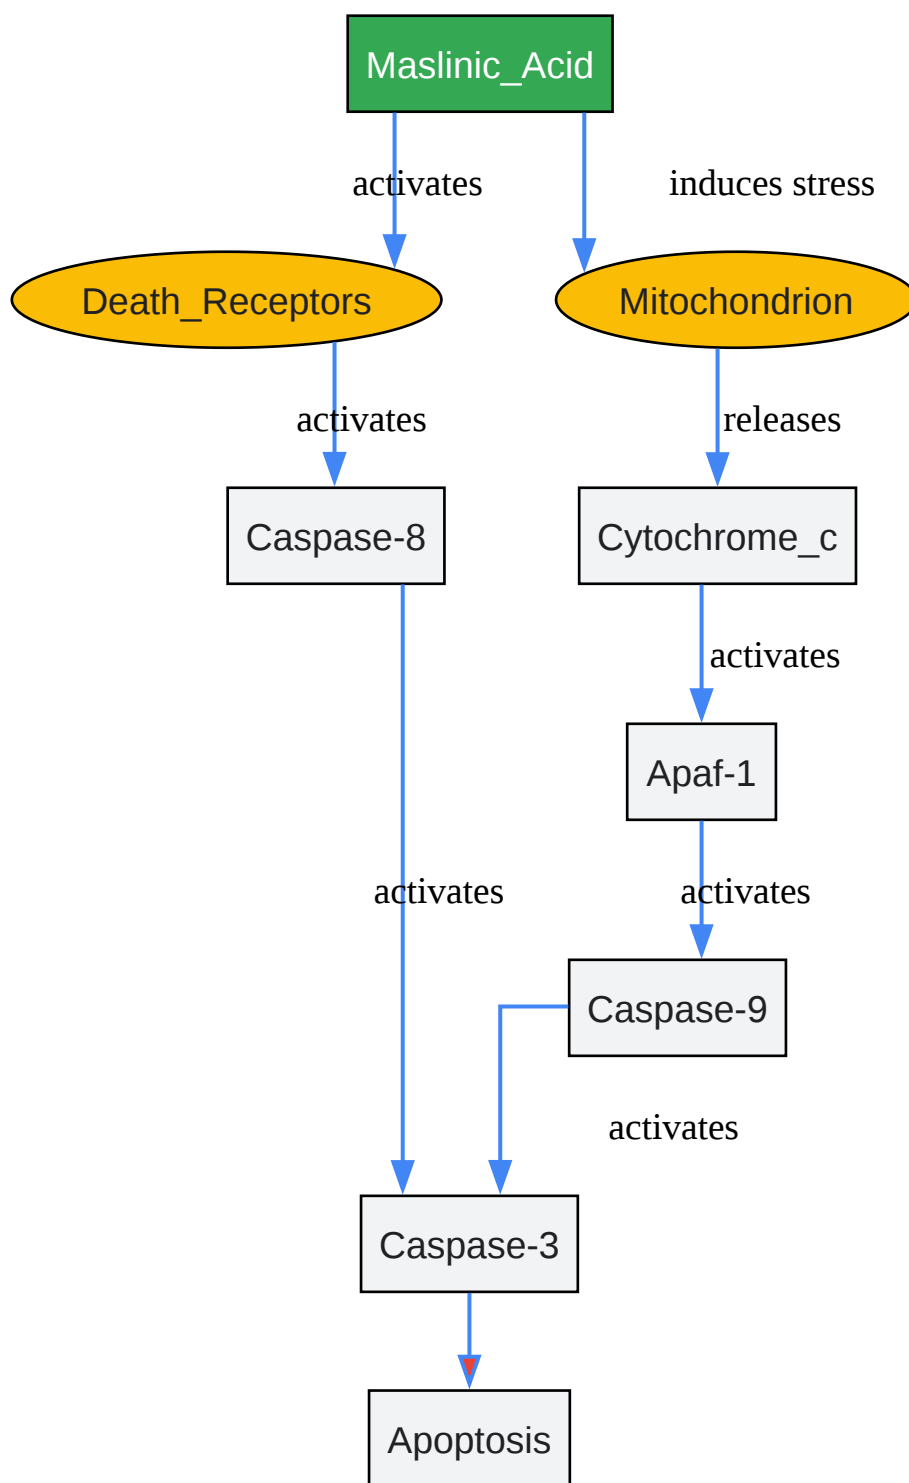 Maslinic_Acid
activates
induces stress
Death_Receptors
Mitochondrion
activates
releases
Caspase-8
Cytochrome_c
activates
Apaf-1
activates
activates
Caspase-9
activates
Caspase-3
Apoptosis